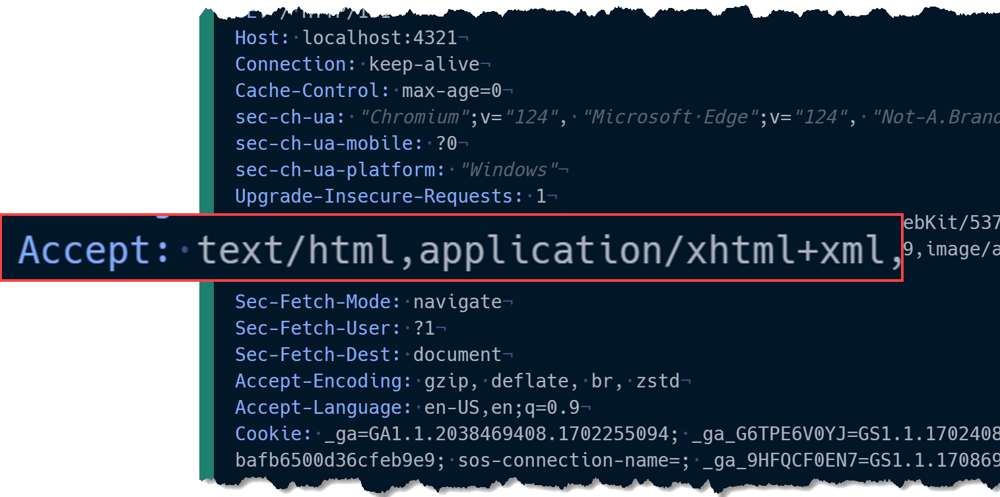 Host: localhost:4321¬
Connection: keep-alive¬
Cache-Control: max-age=0¬
sec-ch-ua: "Chromium";v="124", "Microsoft·Edge";v="124", "Not-A.Brand
sec-ch-ua-mobile: ?0¬
sec-ch-ua-platform: "Windows"¬
Upgrade-Insecure-Requests: 1¬
ebKit/537
Accept: text/html,application/xhtml+xml,
9,image/a
Sec-Fetch-Mode: navigate¬
Sec-Fetch-User: ?1¬
Sec-Fetch-Dest: document¬
Accept-Encoding: gzip, deflate, br, zstd¬
Accept-Language: en-US,en;q=0.9¬
Cookie: _ga=GA1.1.2038469408.1702255094; _ga_G6TPE6V0YJ=GS1.1.1702408
bafb6500d36cfeb9e9; sos-connection-name=; _ga_9HFQCF0EN7=GS1.1.170869